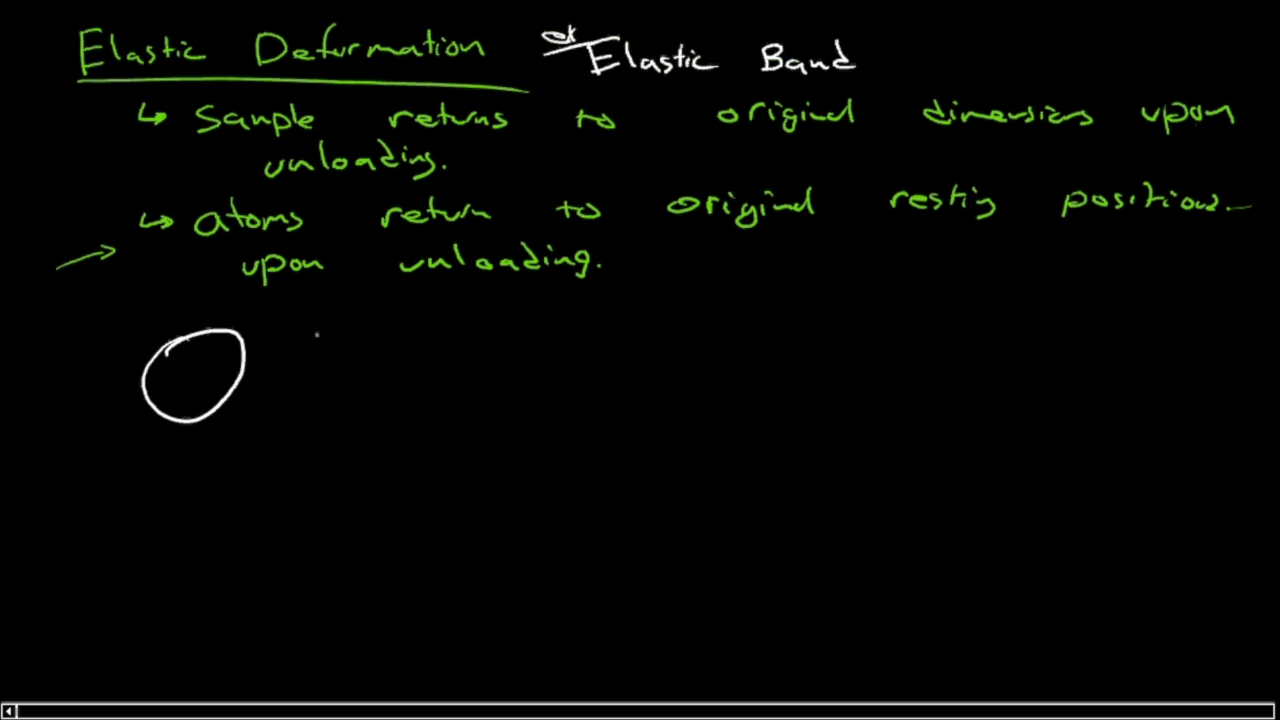 Elastic Deformation ex/ Elastic Band
↳ Sample returns to original dimensions upon
unloading.
↳ atoms return to original resting positions
upon unloading.